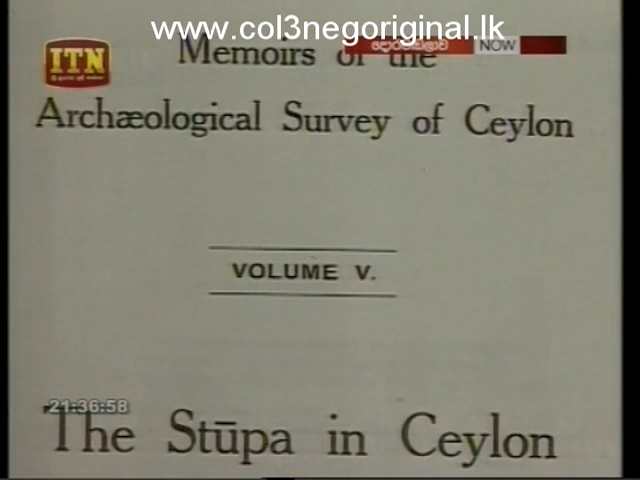 www.col3negoriginal.lk
ITN
NOW
Memoirs of the
Archæological Survey of Ceylon
VOLUME V.
21:36:58
The Stūpa in Ceylon